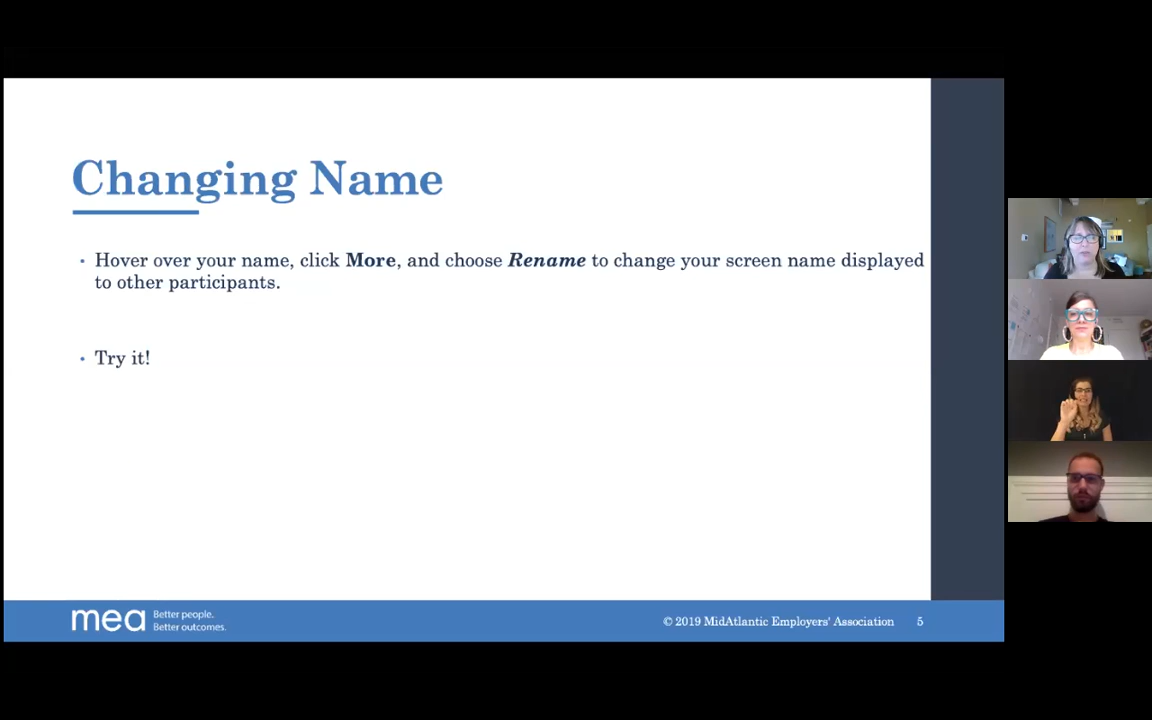 Changing Name
• Hover over your name, click More, and choose Rename to change your screen name displayed
to other participants.
• Try it!
mea Better people.
Better outcomes.
© 2019 MidAtlantic Employers' Association 5